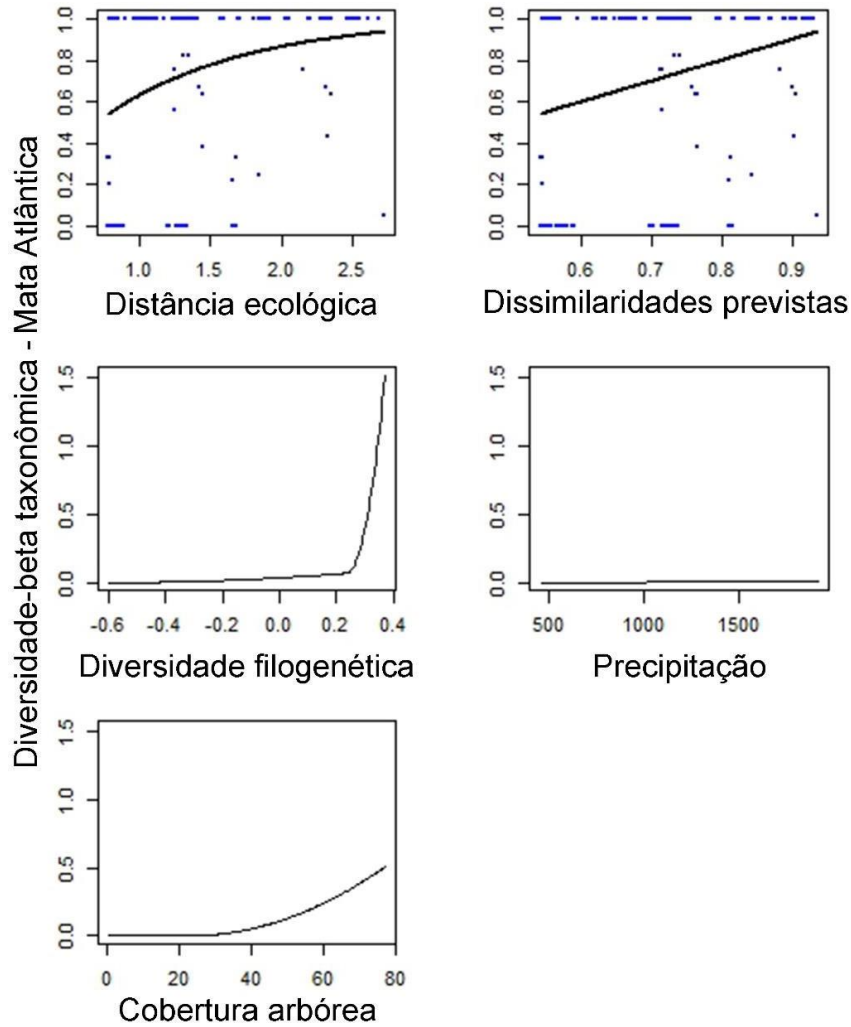 Diversidade-beta taxonômica - Mata Atlântica
0.0 0.2 0.4 0.6 0.8 1.0
1.0 1.5 2.0 2.5
Distância ecológica
0.0 0.2 0.4 0.6 0.8 1.0
0.6 0.7 0.8 0.9
Dissimilaridades previstas
0.0 0.5 1.0 1.5
-0.6 -0.4 -0.2 0.0 0.2 0.4
Diversidade filogenética
0.0 0.5 1.0 1.5
500 1000 1500
Precipitação
0.0 0.5 1.0 1.5
0 20 40 60 80
Cobertura arbórea